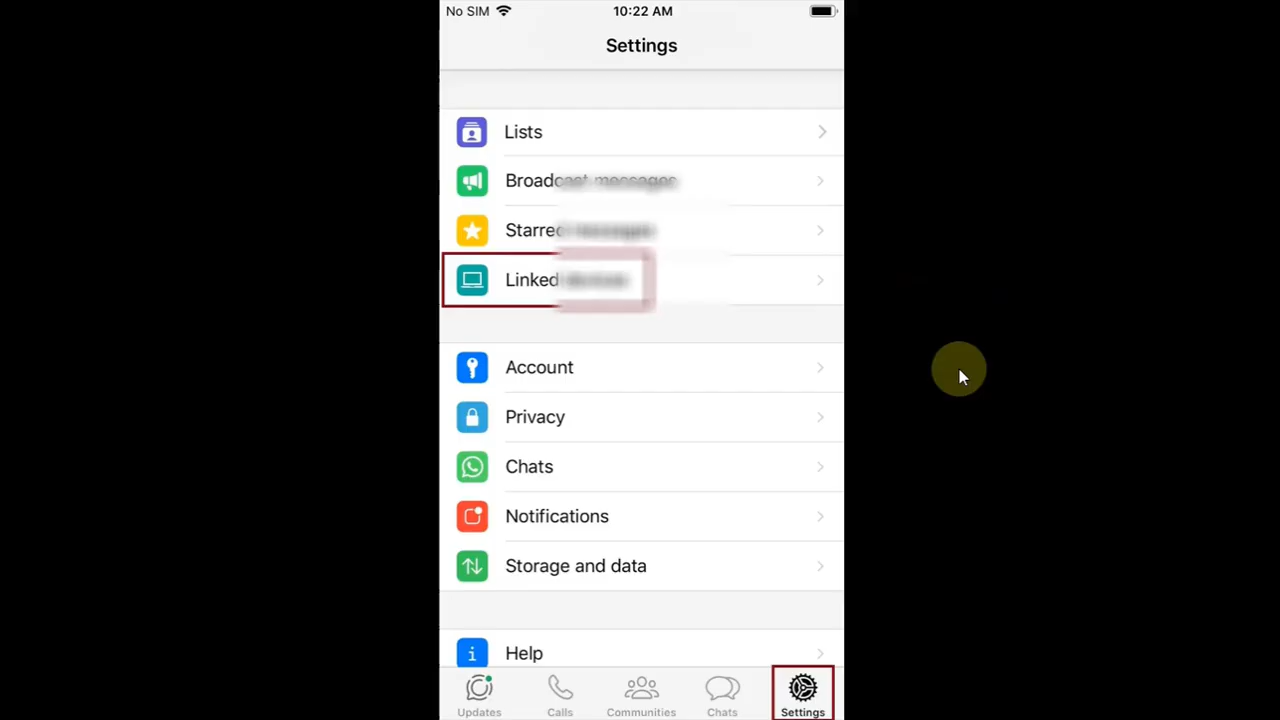 No SIM 10:22 AM
Settings
Lists
Broadcast messages
Starred messages
Linked
Account
Privacy
Chats
Notifications
Storage and data
Help
Updates Calls Communities Chats Settings